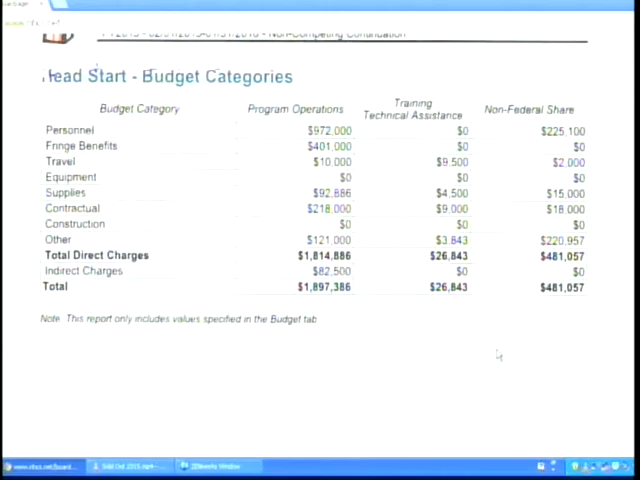 Head Start - Budget Categories
Budget Category Program Operations Training Technical Assistance Non-Federal Share
Personnel $972,000 $0 $225,100
Fringe Benefits $401,000 $0 $0
Travel $10,000 $9,500 $2,000
Equipment $0 $0 $0
Supplies $92,886 $4,500 $15,000
Contractual $218,000 $9,000 $18,000
Construction $0 $0 $0
Other $121,000 $3,843 $220,957
Total Direct Charges $1,814,886 $26,843 $481,057
Indirect Charges $82,500 $0 $0
Total $1,897,386 $26,843 $481,057
Note: This report only includes values specified in the Budget tab